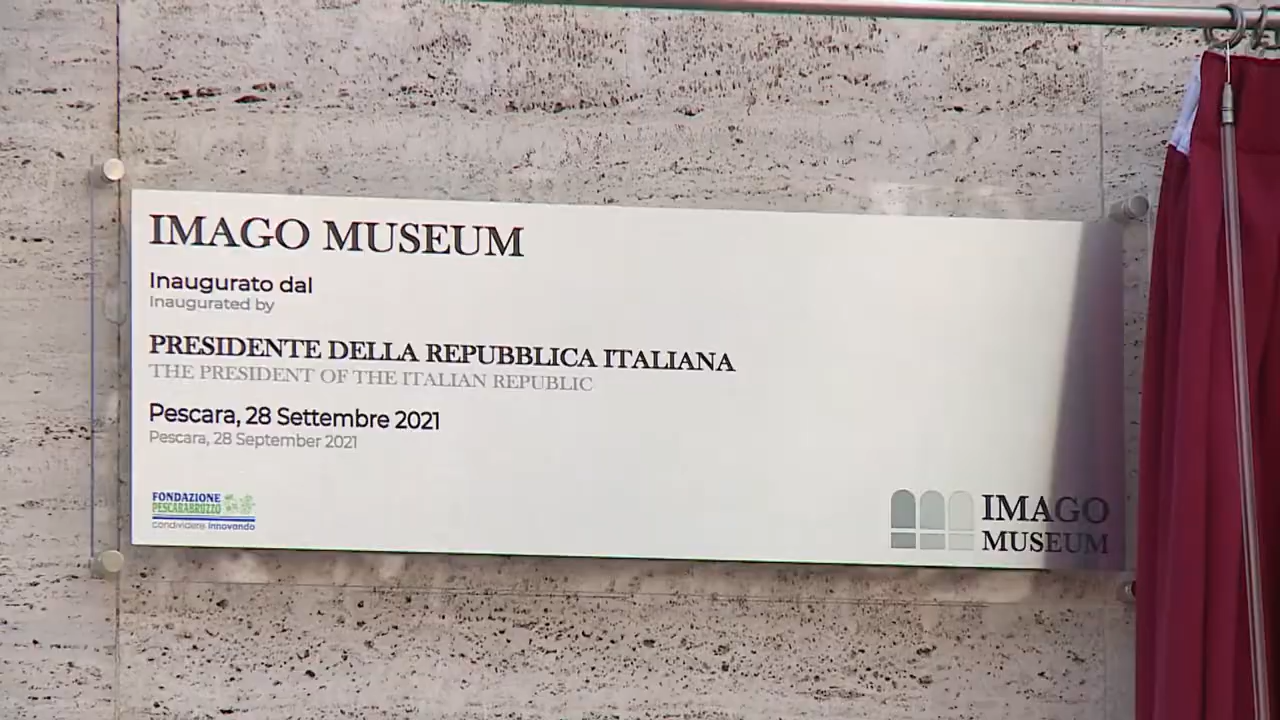 IMAGO MUSEUM
Inaugurato dal
Inaugurated by
PRESIDENTE DELLA REPUBBLICA ITALIANA
THE PRESIDENT OF THE ITALIAN REPUBLIC
Pescara, 28 Settembre 2021
Pescara, 28 September 2021
FONDAZIONE
PESCARABRUZZO
condividere innovando
IMAGO
MUSEUM